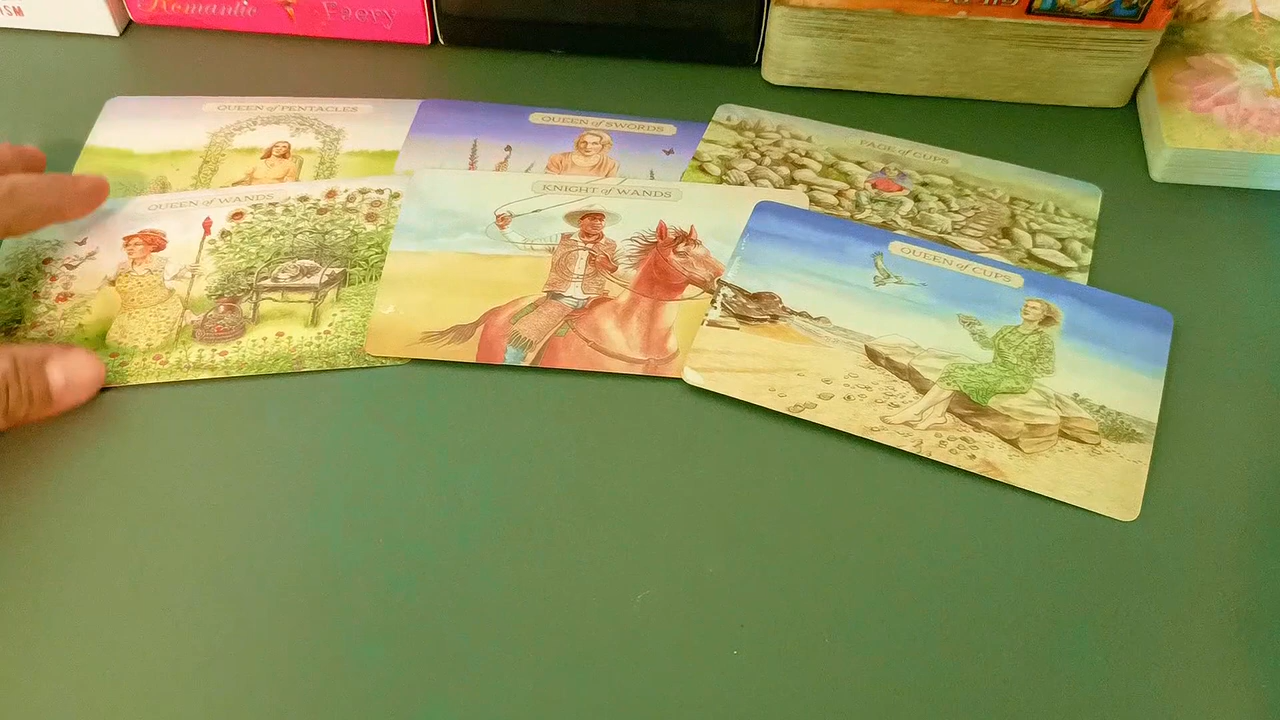 ISM
Romantic Faery
QUEEN of PENTACLES
QUEEN of SWORDS
PAGE of CUPS
QUEEN of WANDS
KNIGHT of WANDS
QUEEN of CUPS